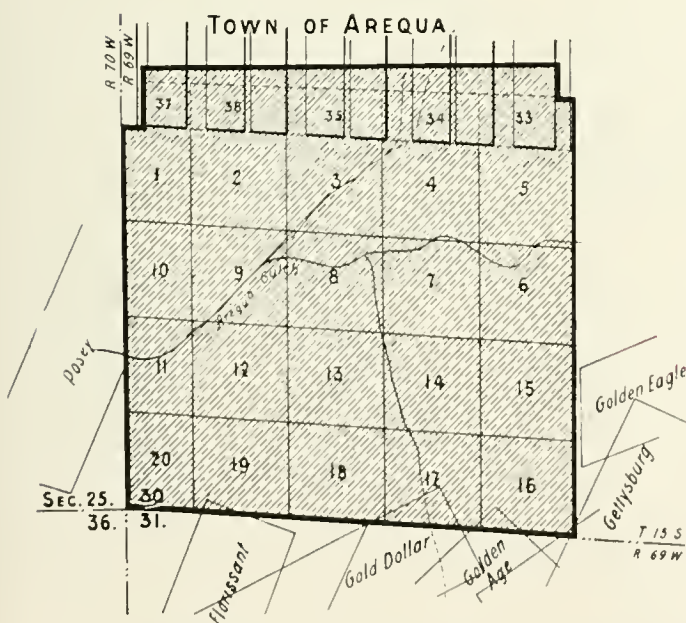 TOWN OF AREQUA
R 70 W
R 69 W
37 38 35 34 33
1 2 3 4 5
10 9 8 7 6
Arequa Gulch
Posey
11 12 13 14 15
Golden Eagle
20 19 18 17 16
Gettysburg
SEC. 25. 30
36. 31.
T 15 S
R 69 W
Florissant
Gold Dollar
Golden Age